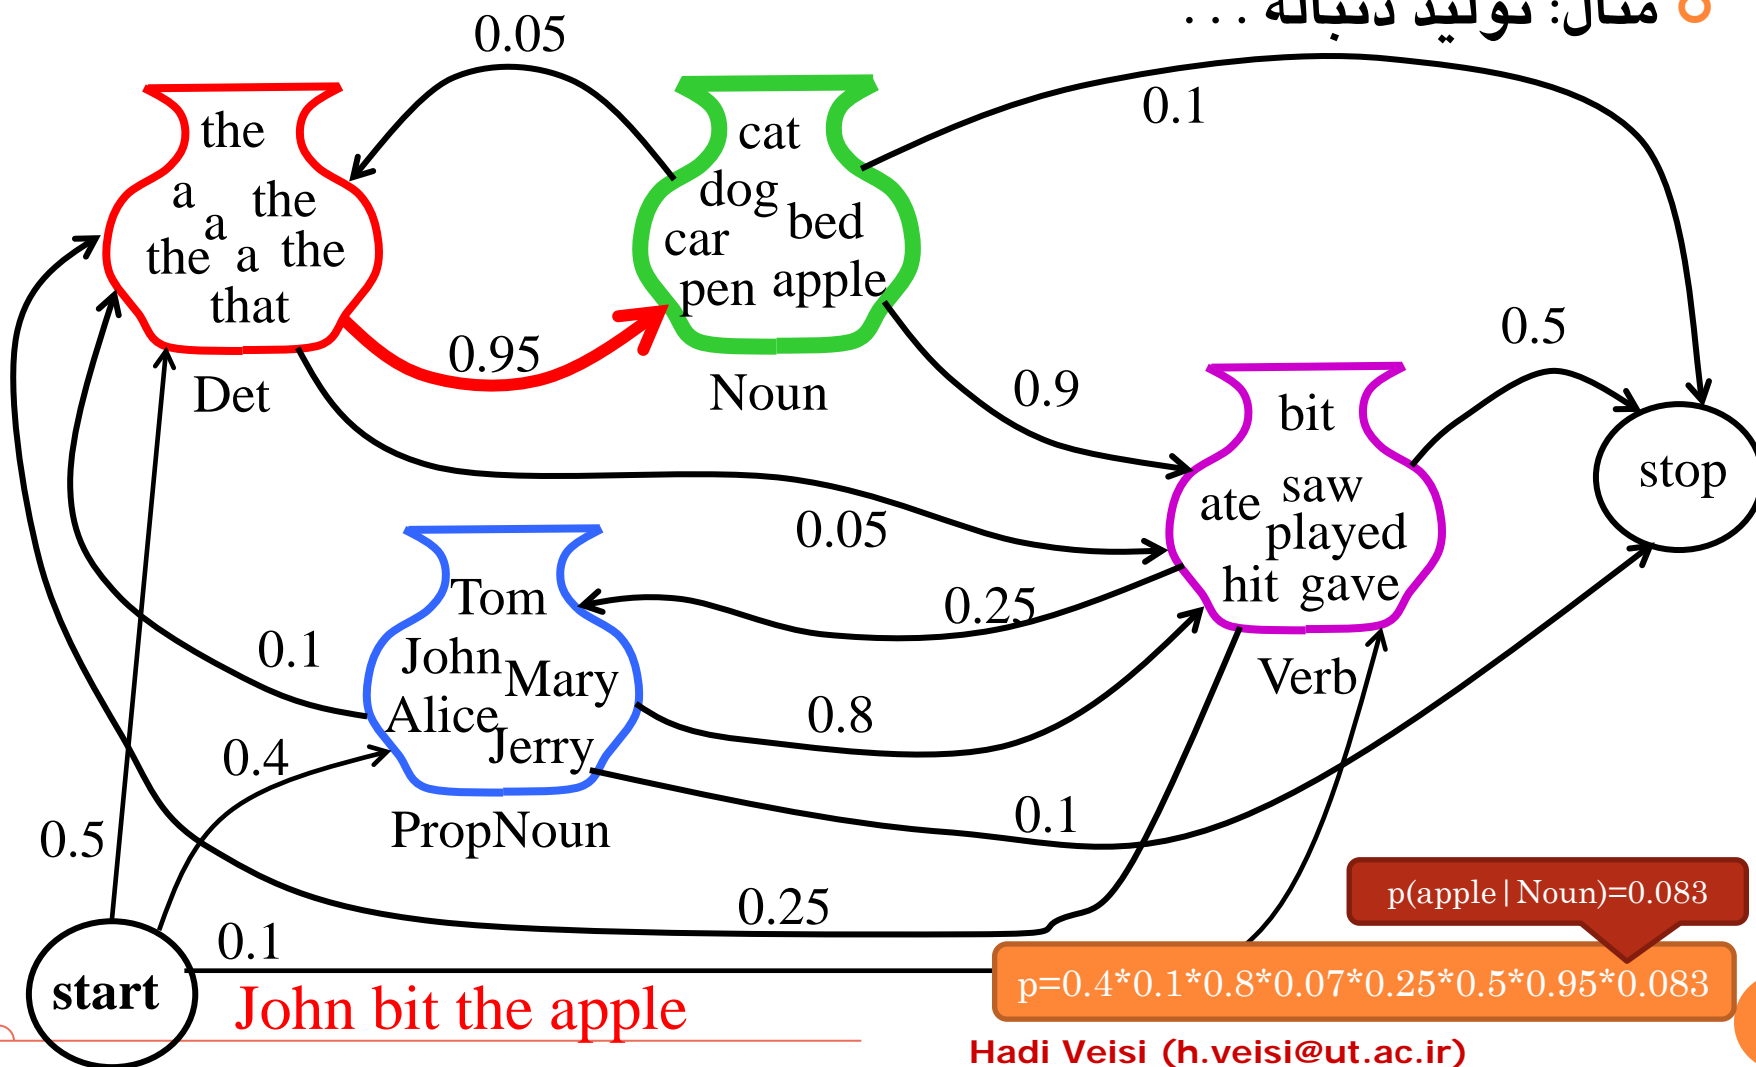 مثال: تولید دنباله ...
0.05
0.1
the
a
the
a
the a the
that
Det
cat
dog
bed
car
pen apple
Noun
0.95
0.9
0.5
bit
saw
ate
played
hit gave
Verb
stop
0.05
0.25
Tom
John
Mary
Alice
Jerry
PropNoun
0.1
0.8
0.4
0.1
0.5
0.25
0.1
start
p(apple|Noun)=0.083
p=0.4*0.1*0.8*0.07*0.25*0.5*0.95*0.083
John bit the apple
Hadi Veisi (h.veisi@ut.ac.ir)